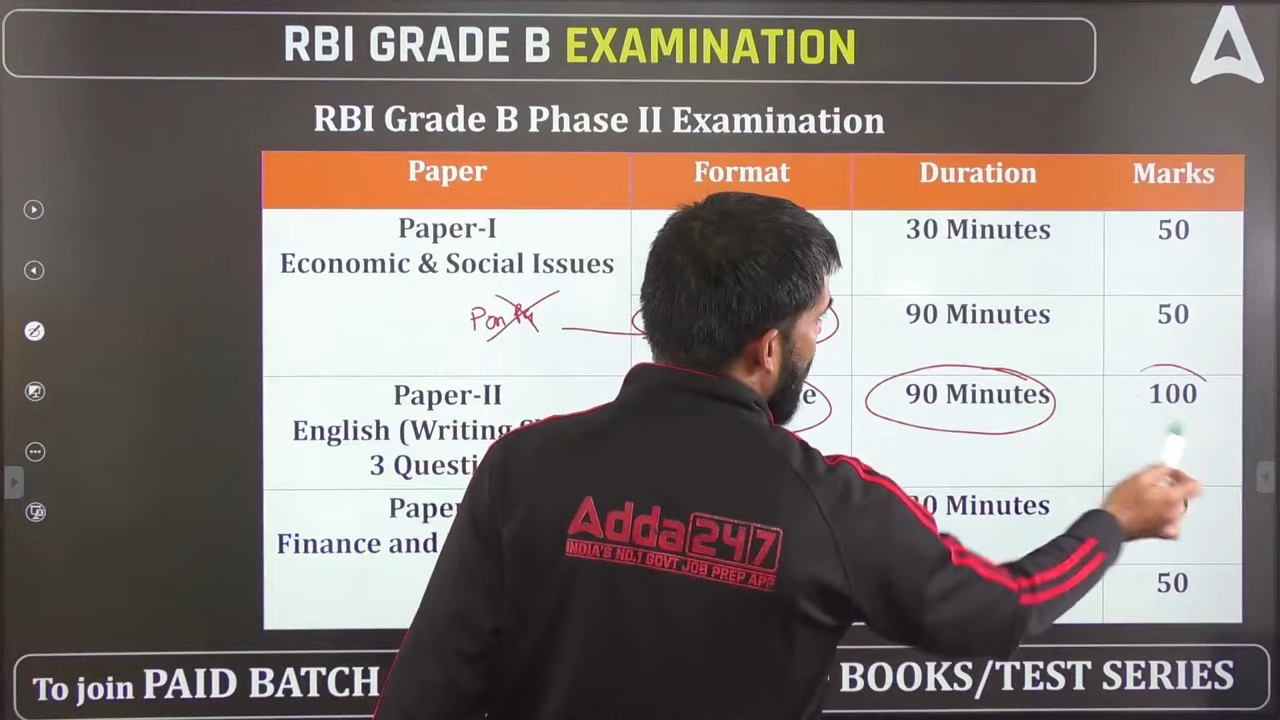 RBI GRADE B EXAMINATION
RBI Grade B Phase II Examination
Paper Format Duration Marks
Paper-I 30 Minutes 50
Economic & Social Issues
Pon 90 Minutes 50
Paper-II 90 Minutes 100
English (Writing
3
Minutes
Finance and
50
Adda247
INDIA'S NO.1 GOVT JOB PREP APP
To join PAID BATCH BOOKS/TEST SERIES